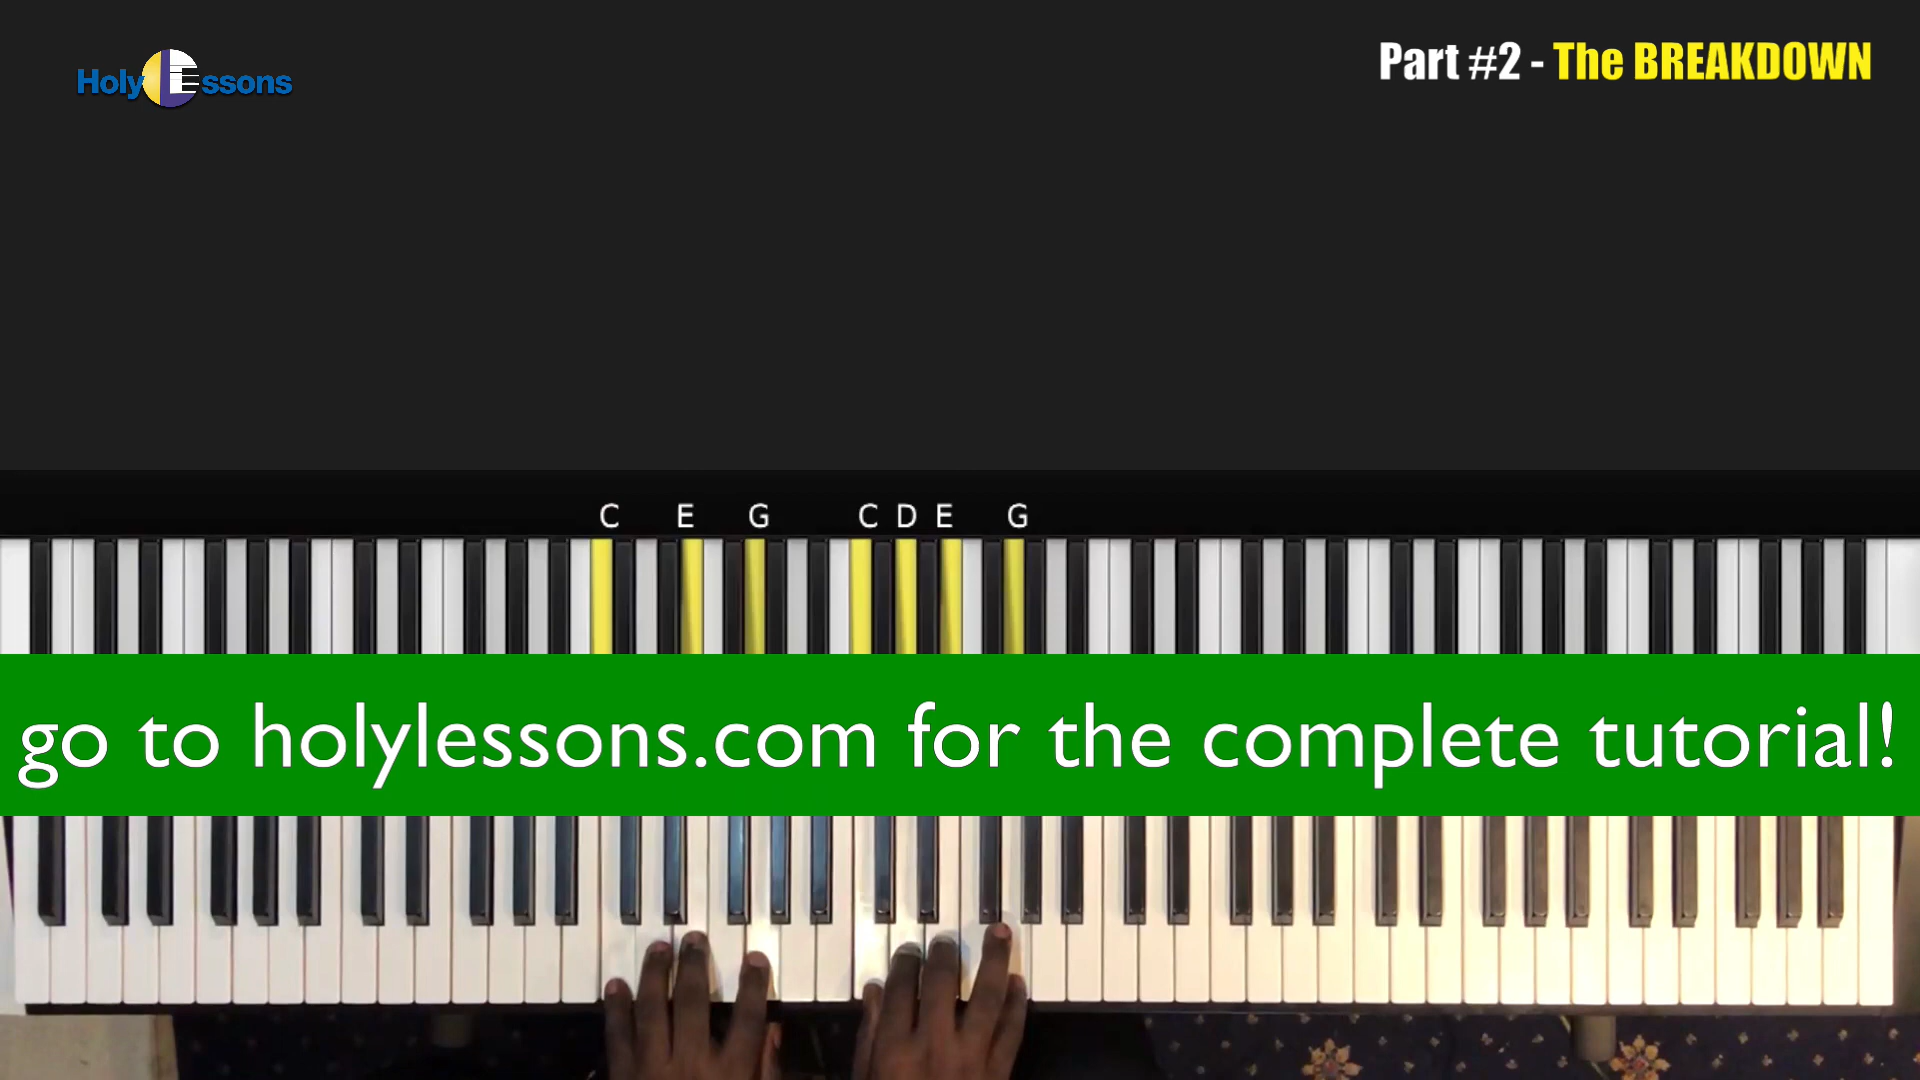 HolyLessons
Part #2 - The BREAKDOWN
C E G C D E G
go to holylessons.com for the complete tutorial!